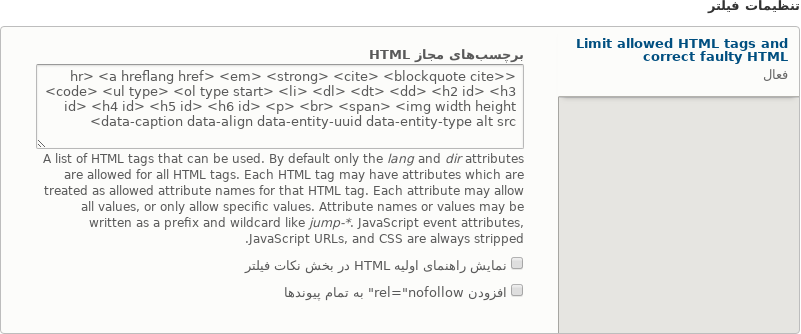 تنظیمات فیلتر
Limit allowed HTML tags and
correct faulty HTML
فعال
برچسب‌های مجاز HTML
hr> <a hreflang href> <em> <strong> <cite> <blockquote cite>>
<code> <ul type> <ol type start> <li> <dl> <dt> <dd> <h2 id> <h3
id> <h4 id> <h5 id> <h6 id> <p> <br> <span> <img width height
<data-caption data-align data-entity-uuid data-entity-type alt src
A list of HTML tags that can be used. By default only the lang and dir attributes
are allowed for all HTML tags. Each HTML tag may have attributes which are
treated as allowed attribute names for that HTML tag. Each attribute may allow
all values, or only allow specific values. Attribute names or values may be
written as a prefix and wildcard like jump-*. JavaScript event attributes,
.JavaScript URLs, and CSS are always stripped
نمایش راهنمای اولیه HTML در بخش نکات فیلتر
افزودن rel="nofollow" به تمام پیوندها